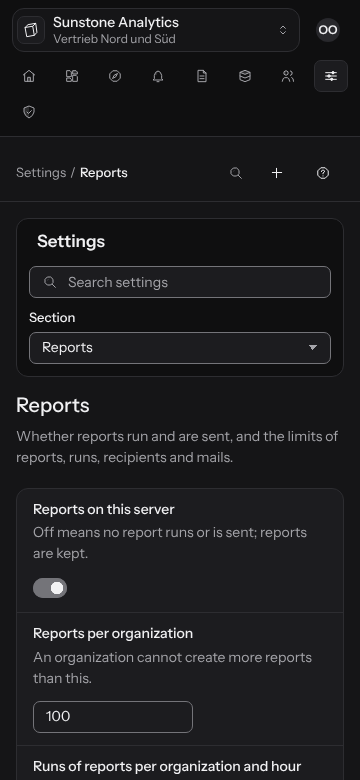 Sunstone Analytics
Vertrieb Nord und Süd
OO
Settings / Reports
Settings
Search settings
Section
Reports
Reports
Whether reports run and are sent, and the limits of
reports, runs, recipients and mails.
Reports on this server
Off means no report runs or is sent; reports
are kept.
Reports per organization
An organization cannot create more reports
than this.
100
Runs of reports per organization and hour